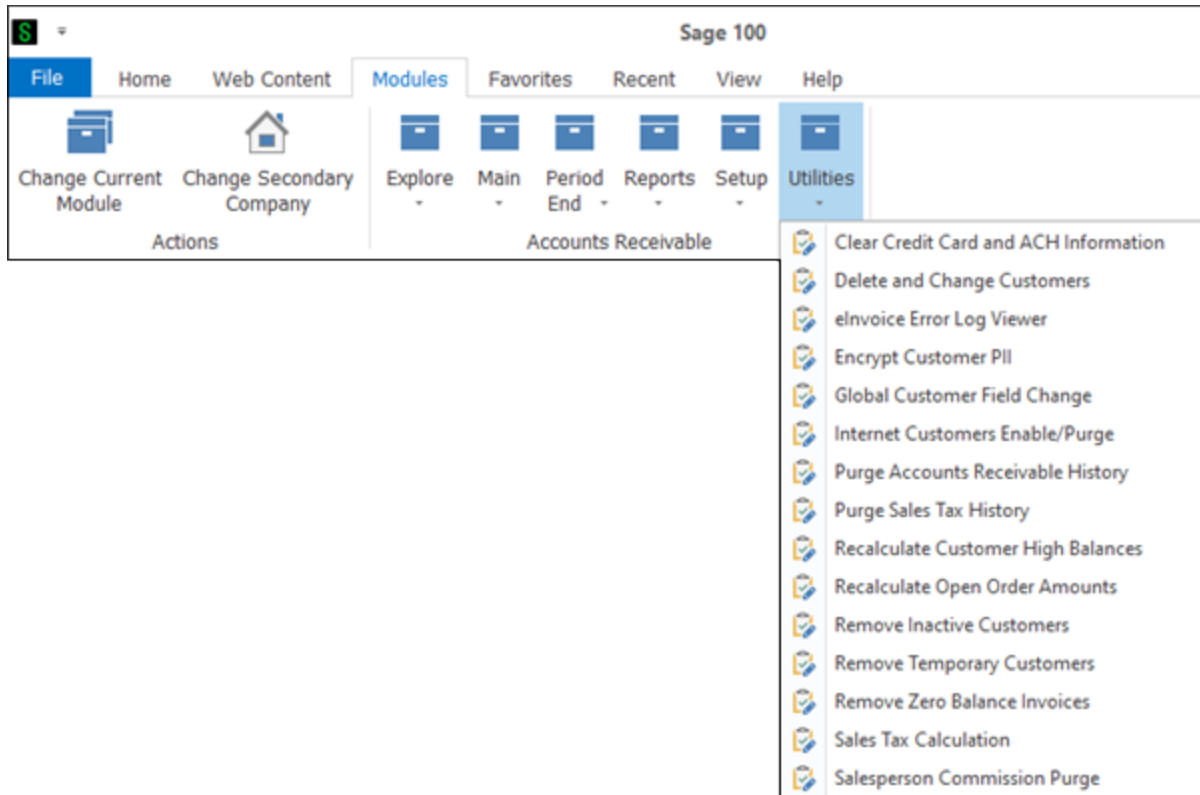 S
Sage 100
File Home Web Content Modules Favorites Recent View Help
Change Current Change Secondary Explore Main Period Reports Setup Utilities
Module Company End
Actions Accounts Receivable
Clear Credit Card and ACH Information
Delete and Change Customers
eInvoice Error Log Viewer
Encrypt Customer PII
Global Customer Field Change
Internet Customers Enable/Purge
Purge Accounts Receivable History
Purge Sales Tax History
Recalculate Customer High Balances
Recalculate Open Order Amounts
Remove Inactive Customers
Remove Temporary Customers
Remove Zero Balance Invoices
Sales Tax Calculation
Salesperson Commission Purge